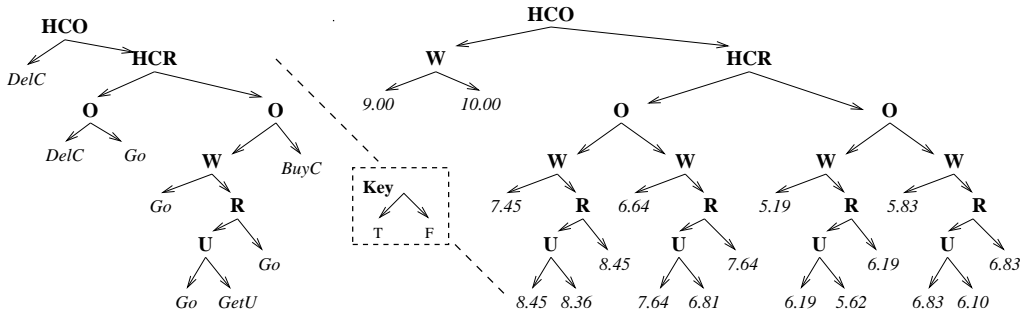 HCO HCO
DelC HCR W HCR
O O 9.00 10.00 O O
DelC Go W BuyC W W W W
Key
Go R 7.45 R 6.64 R 5.19 R 5.83 R
T F
U Go U 8.45 U 7.64 U 6.19 U 6.83
Go GetU 8.45 8.36 7.64 6.81 6.19 5.62 6.83 6.10